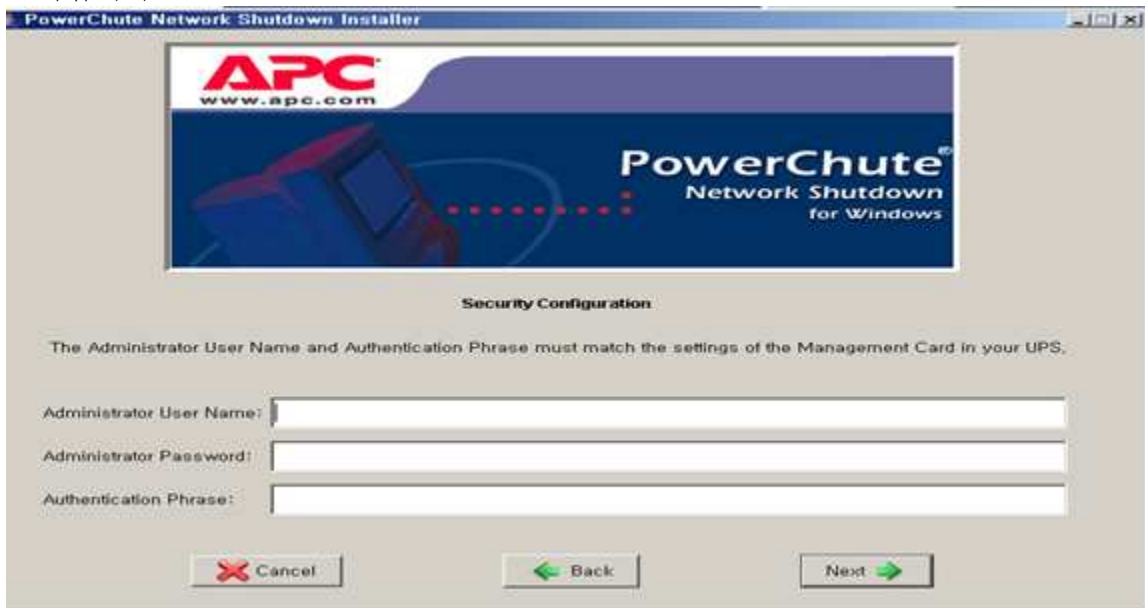 PowerChute Network Shutdown Installer
APC
www.apc.com
PowerChute®
Network Shutdown
for Windows
Security Configuration
The Administrator User Name and Authentication Phrase must match the settings of the Management Card in your UPS.
Administrator User Name:
Administrator Password:
Authentication Phrase:
Cancel
Back
Next